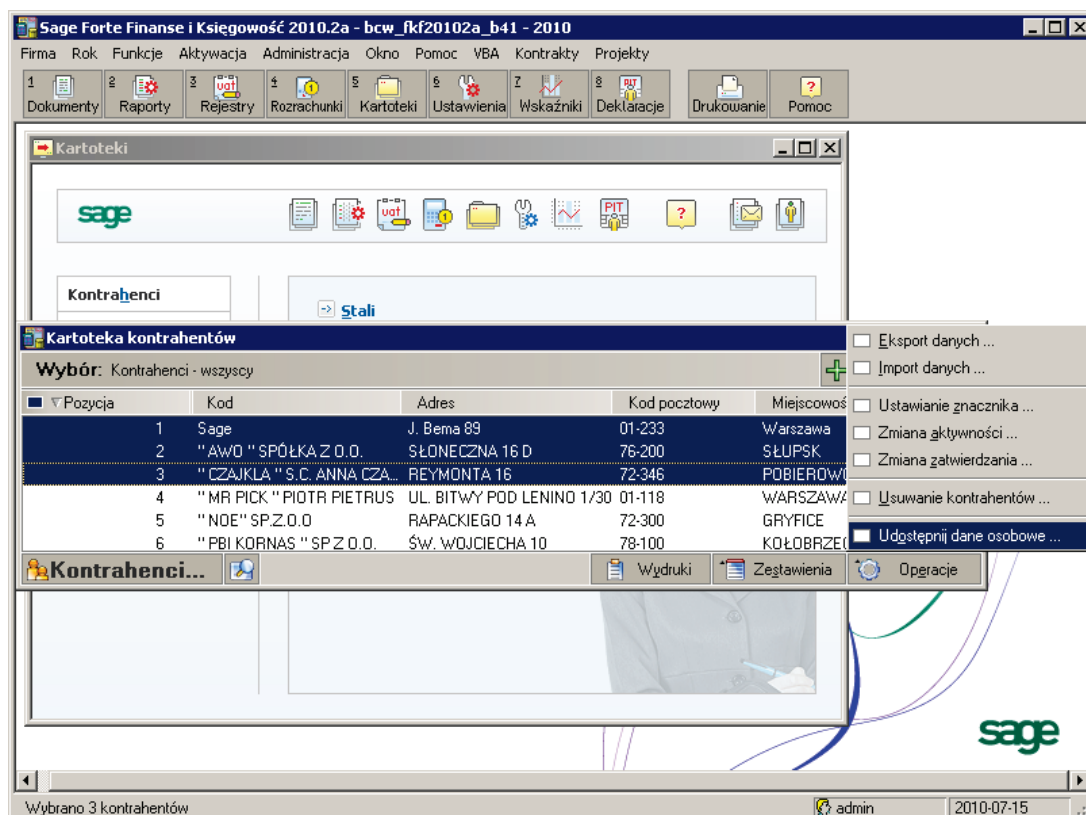 Sage Forte Finanse i Księgowość 2010.2a - bcw_fkf20102a_b41 - 2010
Firma Rok Funkcje Aktywacja Administracja Okno Pomoc VBA Kontrakty Projekty
1 2 3 4 5 6 7 8
Dokumenty Raporty Rejestry Rozrachunki Kartoteki Ustawienia Wskaźniki Deklaracje Drukowanie Pomoc
Kartoteki
sage
Kontrahenci
Stali
Kartoteka kontrahentów
Wybór: Kontrahenci - wszyscy
Pozycja Kod Adres Kod pocztowy Miejscowoś
1 Sage J. Bema 89 01-233 Warszawa
2 "AWO " SPÓŁKA Z O.O. SŁONECZNA 16 D 76-200 SŁUPSK
3 " CZAJKLA " S.C. ANNA CZA... REYMONTA 16 72-346 POBIEROWO
4 " MR PICK " PIOTR PIETRUS UL. BITWY POD LENINO 1/30 01-118 WARSZAWA
5 " NOE" SP.Z.O.O RAPACKIEGO 14 A 72-300 GRYFICE
6 " PBI KORNAS " SP Z O.O. ŚW. WOJCIECHA 10 78-100 KOŁOBRZEG
Eksport danych ...
Import danych ...
Ustawianie znacznika ...
Zmiana aktywności ...
Zmiana zatwierdzania ...
Usuwanie kontrahentów ...
Udostępnij dane osobowe ...
Kontrahenci... Wydruki Zestawienia Operacje
sage
Wybrano 3 kontrahentów admin 2010-07-15